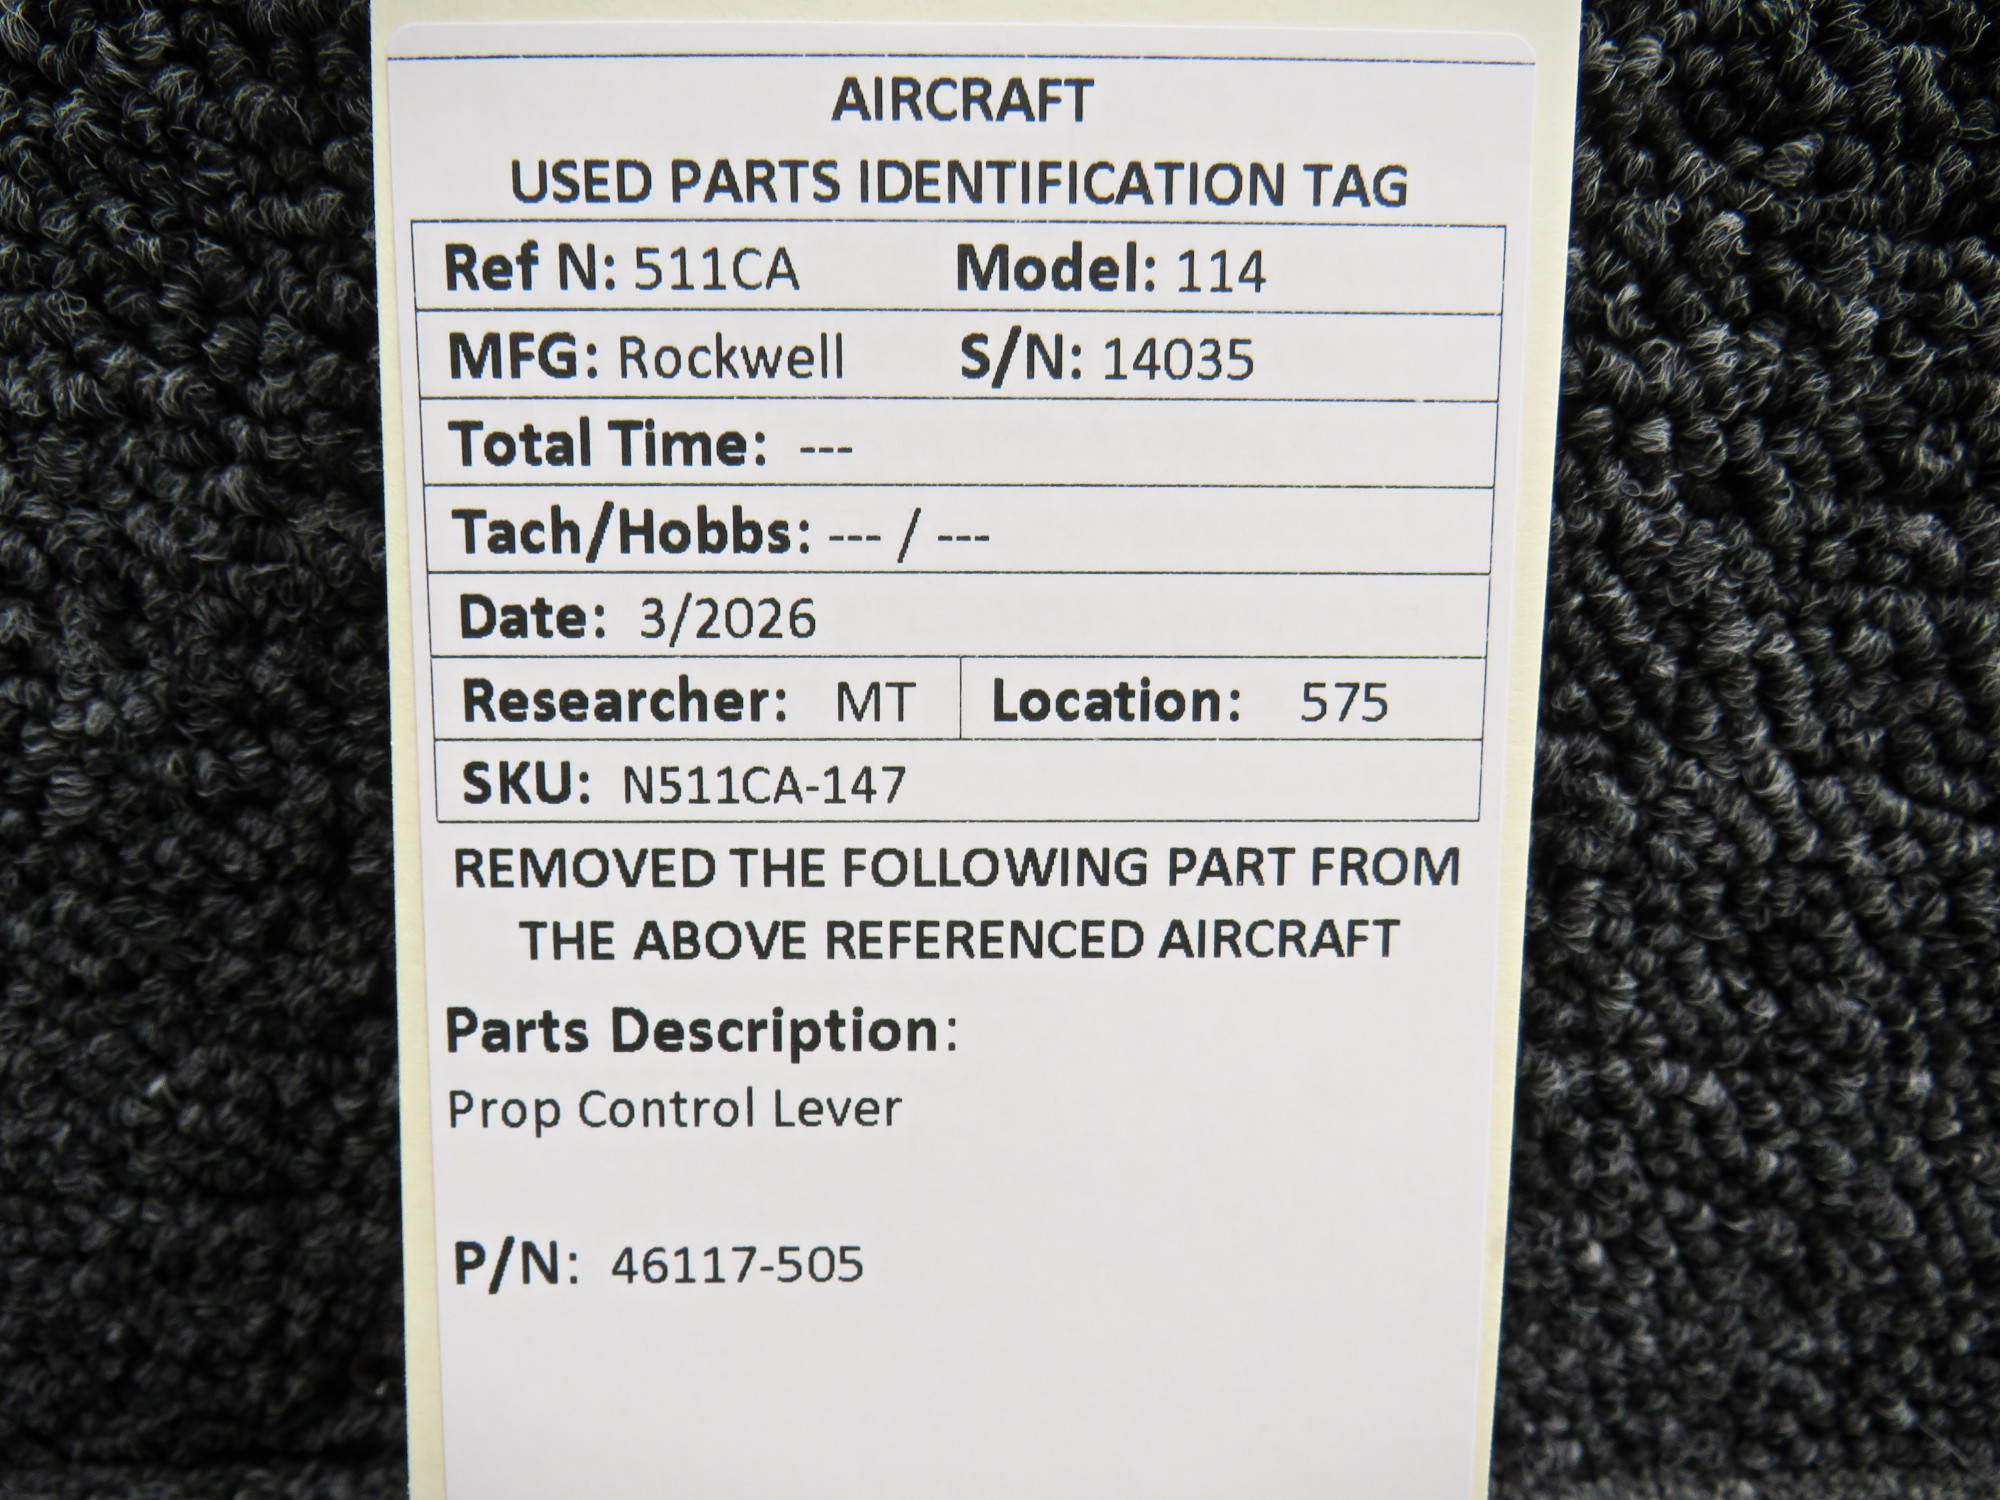 AIRCRAFT
USED PARTS IDENTIFICATION TAG
Ref N: 511CA Model: 114
MFG: Rockwell S/N: 14035
Total Time: ---
Tach/Hobbs: --- / ---
Date: 3/2026
Researcher: MT Location: 575
SKU: N511CA-147
REMOVED THE FOLLOWING PART FROM
THE ABOVE REFERENCED AIRCRAFT
Parts Description:
Prop Control Lever
P/N: 46117-505